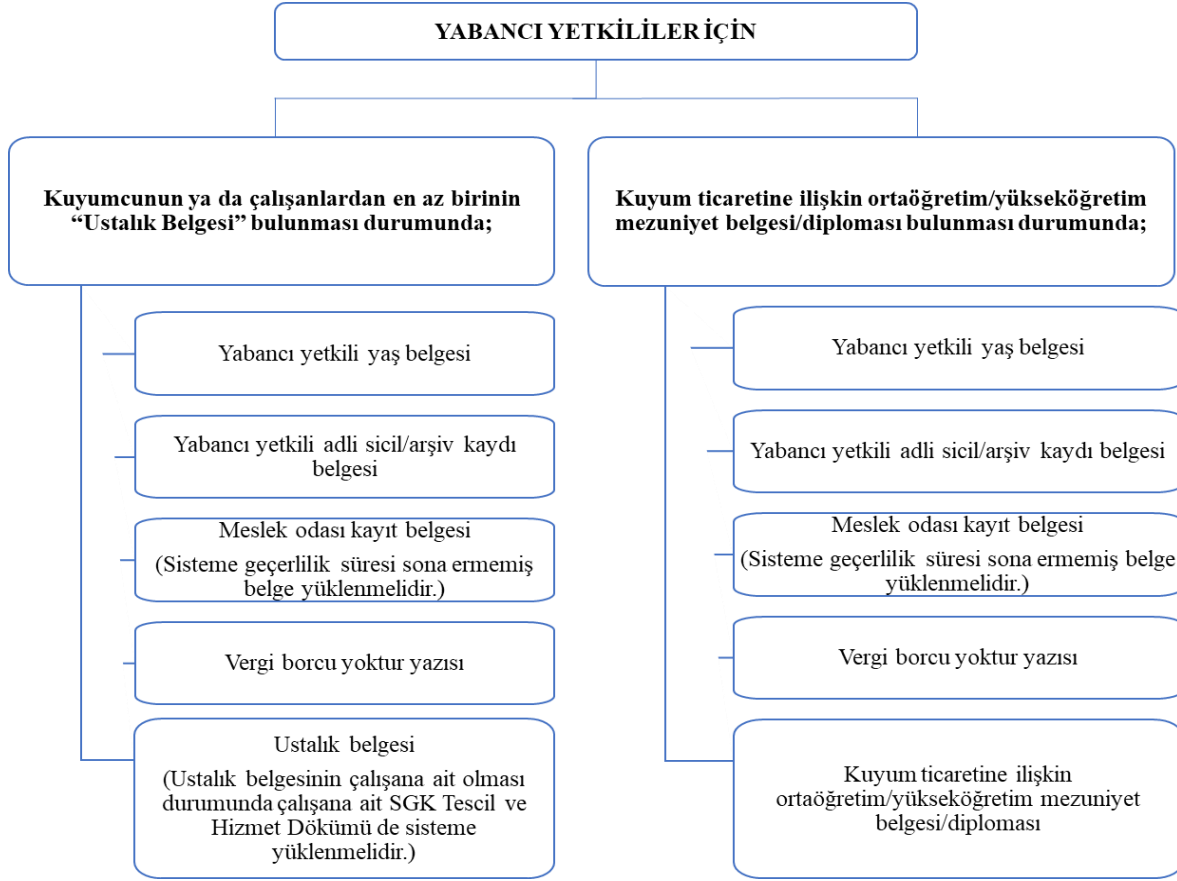 YABANCI YETKİLİLER İÇİN
Kuyumcunun ya da çalışanlardan en az birinin
“Ustalık Belgesi” bulunması durumunda;
Yabancı yetkili yaş belgesi
Yabancı yetkili adli sicil/arşiv kaydı
belgesi
Meslek odası kayıt belgesi
(Sisteme geçerlilik süresi sona ermemiş
belge yüklenmelidir.)
Vergi borcu yoktur yazısı
Ustalık belgesi
(Ustalık belgesinin çalışana ait olması
durumunda çalışana ait SGK Tescil ve
Hizmet Dökümü de sisteme
yüklenmelidir.)
Kuyum ticaretine ilişkin ortaöğretim/yükseköğretim
mezuniyet belgesi/diploması bulunması durumunda;
Yabancı yetkili yaş belgesi
Yabancı yetkili adli sicil/arşiv kaydı belgesi
Meslek odası kayıt belgesi
(Sisteme geçerlilik süresi sona ermemiş belge
yüklenmelidir.)
Vergi borcu yoktur yazısı
Kuyum ticaretine ilişkin
ortaöğretim/yükseköğretim mezuniyet
belgesi/diploması